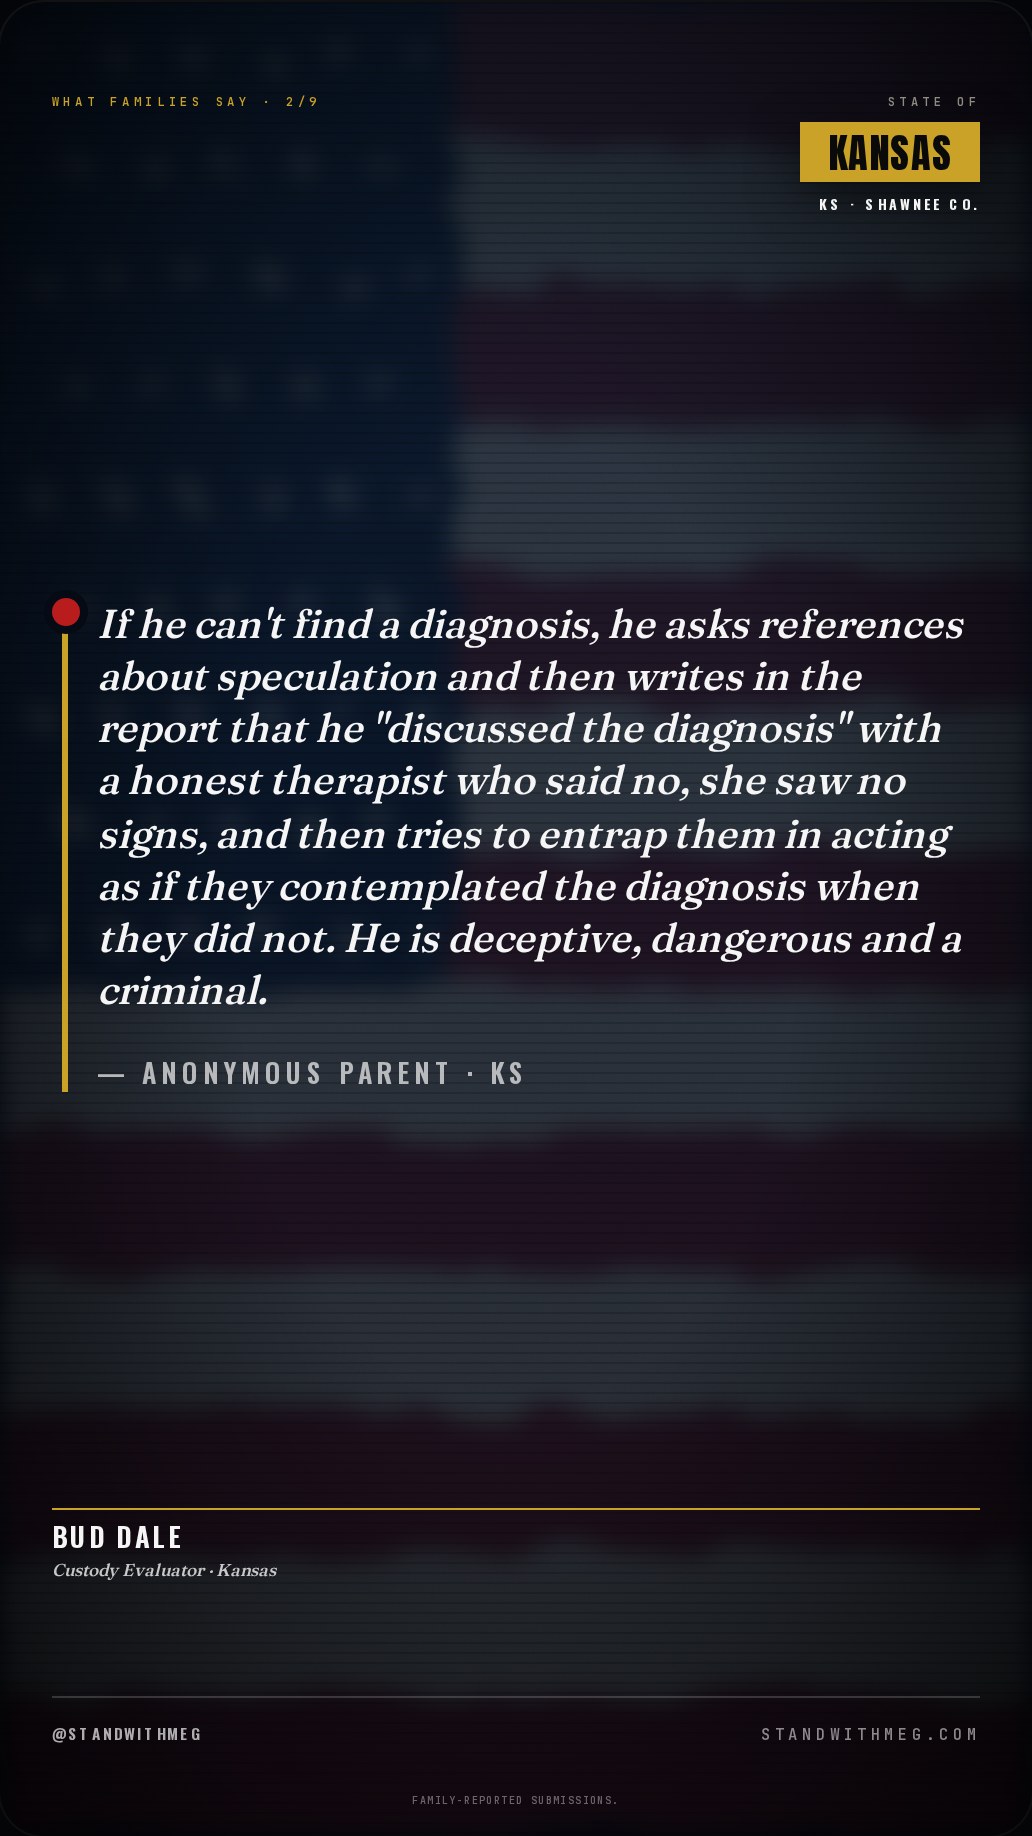 WHAT FAMILIES SAY · 2/9
STATE OF
KANSAS
KS · SHAWNEE CO.
If he can't find a diagnosis, he asks references
about speculation and then writes in the
report that he "discussed the diagnosis" with
a honest therapist who said no, she saw no
signs, and then tries to entrap them in acting
as if they contemplated the diagnosis when
they did not. He is deceptive, dangerous and a
criminal.
— ANONYMOUS PARENT · KS
BUD DALE
Custody Evaluator · Kansas
@STANDWITHMEG
STANDWITHMEG.COM
FAMILY-REPORTED SUBMISSIONS.